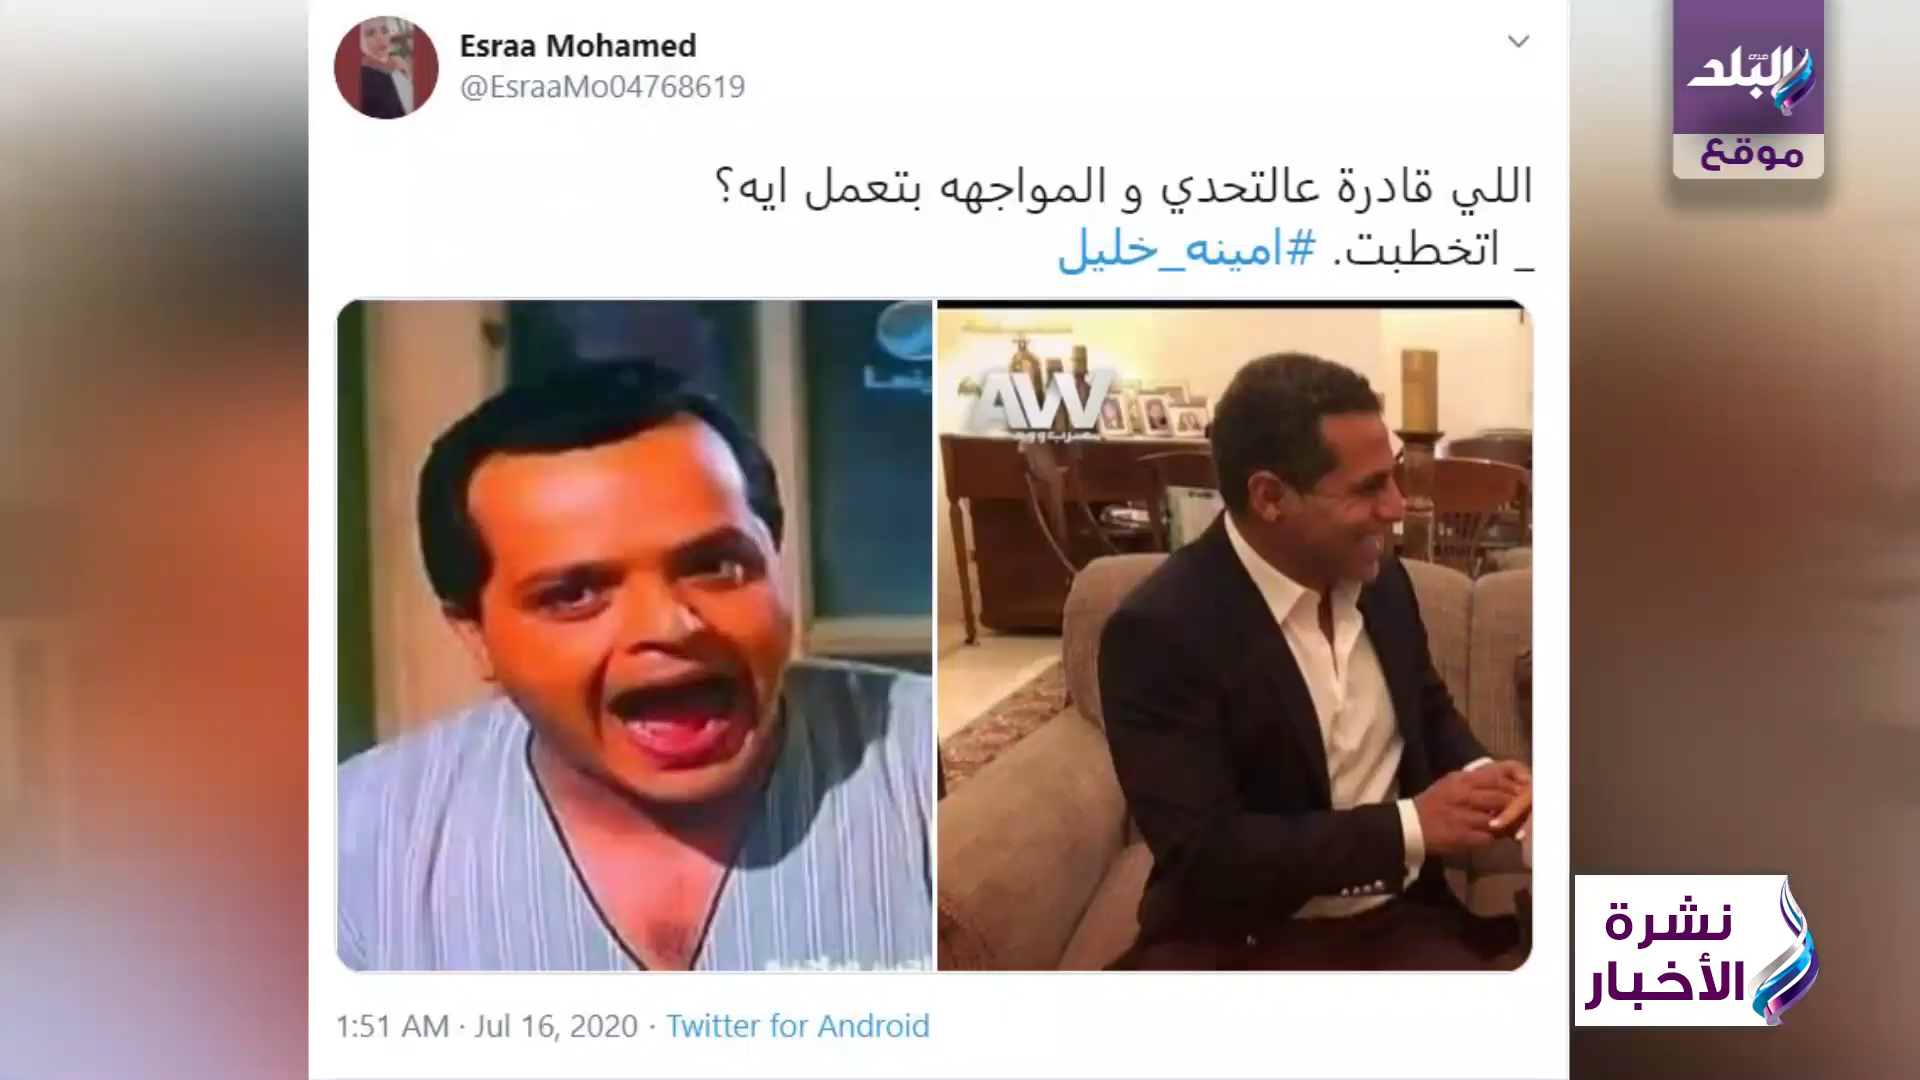 Esraa Mohamed
@EsraaMo04768619
صدى البلد
موقع
اللي قادرة عالتحدي و المواجهه بتعمل ايه؟
_ اتخطبت. #امينه_خليل
AW
1:51 AM · Jul 16, 2020 · Twitter for Android
نشرة
الأخبار